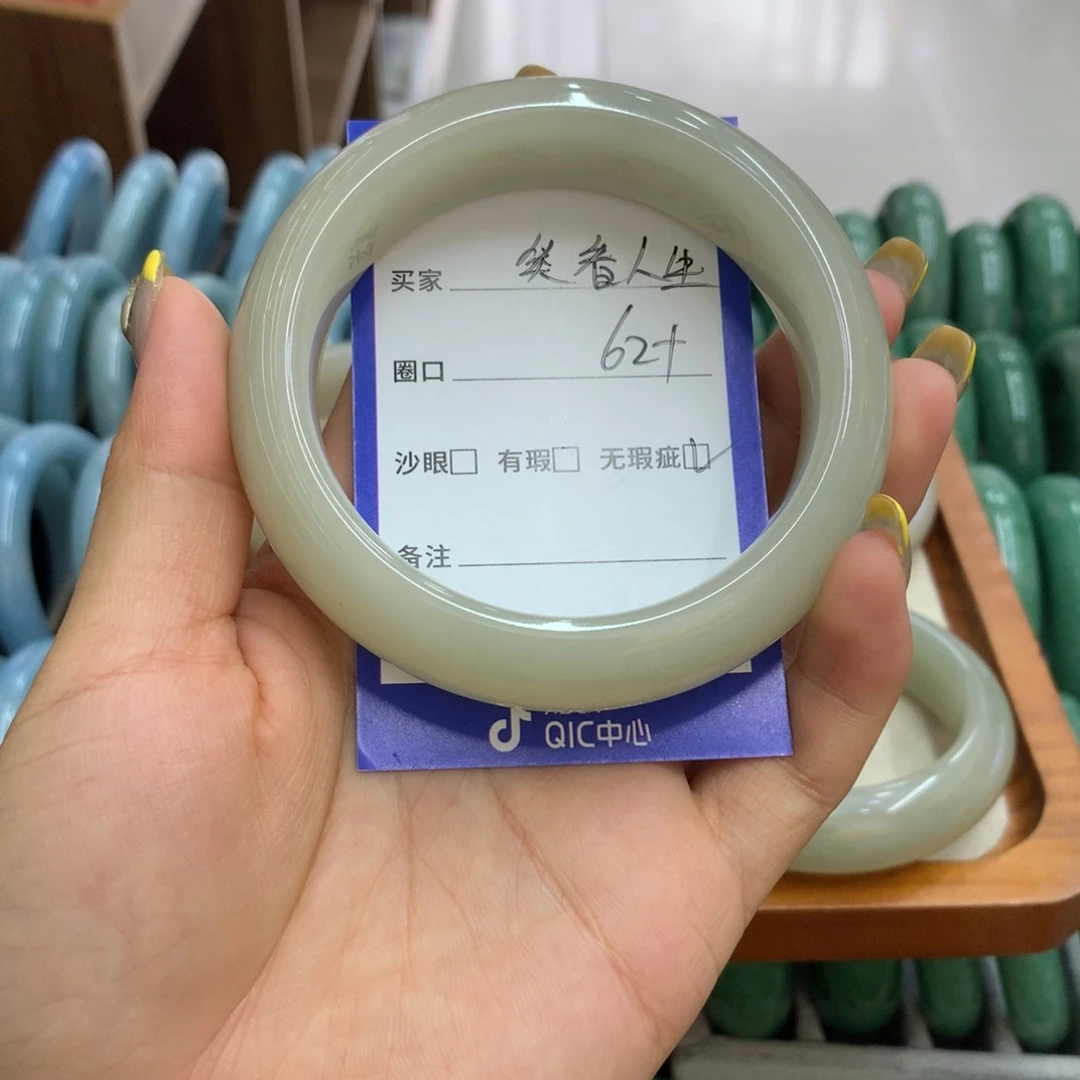 买家 笑看人生
圈口 62+
沙眼□ 有瑕□ 无瑕疵☑
备注
QIC中心